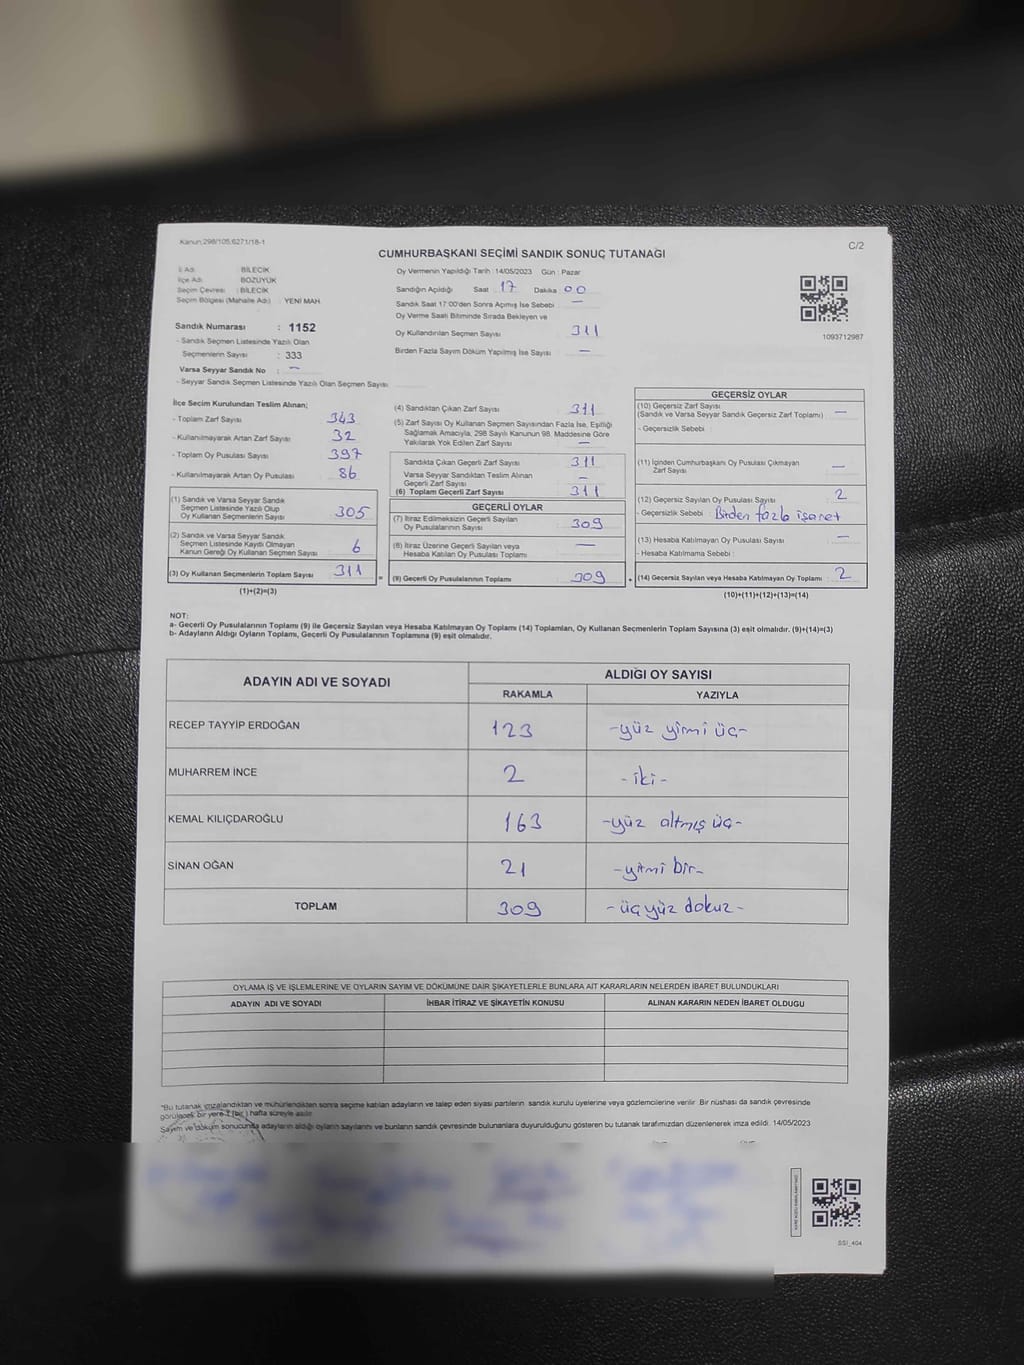 Kanun:298/105,6271/18-1
C/2
CUMHURBAŞKANI SEÇİMİ SANDIK SONUÇ TUTANAĞI
İl Adı : BİLECİK
İlçe Adı : BOZÜYÜK
Seçim Çevresi : BİLECİK
Seçim Bölgesi (Mahalle Adı) : YENİ MAH
Oy Vermenin Yapıldığı Tarih : 14/05/2023 Gün : Pazar
Sandığın Açıldığı Saat 17 Dakika 00
Sandık Saat 17:00'den Sonra Açılmış İse Sebebi : —
Oy Verme Saati Bitiminde Sırada Bekleyen ve
Oy Kullandırılan Seçmen Sayısı 311
Birden Fazla Sayım Döküm Yapılmış İse Sayısı —
1093712987
Sandık Numarası : 1152
- Sandık Seçmen Listesinde Yazılı Olan
Seçmenlerin Sayısı : 333
Varsa Seyyar Sandık No : —
- Seyyar Sandık Seçmen Listesinde Yazılı Olan Seçmen Sayısı
İlçe Seçim Kurulundan Teslim Alınan;
- Toplam Zarf Sayısı 343
- Kullanılmayarak Artan Zarf Sayısı 32
- Toplam Oy Pusulası Sayısı 397
- Kullanılmayarak Artan Oy Pusulası 86
(1) Sandık ve Varsa Seyyar Sandık
Seçmen Listesinde Yazılı Olup
Oy Kullanan Seçmenlerin Sayısı 305
(2) Sandık ve Varsa Seyyar Sandık
Seçmen Listesinde Kayıtlı Olmayan
Kanun Gereği Oy Kullanan Seçmen Sayısı 6
(3) Oy Kullanan Seçmenlerin Toplam Sayısı 311
(1)+(2)=(3)
(4) Sandıktan Çıkan Zarf Sayısı 311
(5) Zarf Sayısı Oy Kullanan Seçmen Sayısından Fazla İse, Eşitliği
Sağlamak Amacıyla, 298 Sayılı Kanunun 98. Maddesine Göre
Yakılarak Yok Edilen Zarf Sayısı —
Sandıkta Çıkan Geçerli Zarf Sayısı 311
Varsa Seyyar Sandıktan Teslim Alınan
Geçerli Zarf Sayısı —
(6) Toplam Geçerli Zarf Sayısı 311
GEÇERLİ OYLAR
(7) İtiraz Edilmeksizin Geçerli Sayılan
Oy Pusulalarının Sayısı 309
(8) İtiraz Üzerine Geçerli Sayılan veya
Hesaba Katılan Oy Pusulası Toplamı —
= (9) Geçerli Oy Pusulalarının Toplamı 309 +
GEÇERSİZ OYLAR
(10) Geçersiz Zarf Sayısı
(Sandık ve Varsa Seyyar Sandık Geçersiz Zarf Toplamı) —
- Geçersizlik Sebebi :
(11) İçinden Cumhurbaşkanı Oy Pusulası Çıkmayan
Zarf Sayısı —
(12) Geçersiz Sayılan Oy Pusulası Sayısı 2
- Geçersizlik Sebebi : Birden fazla işaret
(13) Hesaba Katılmayan Oy Pusulası Sayısı —
- Hesaba Katılmama Sebebi :
(14) Geçersiz Sayılan veya Hesaba Katılmayan Oy Toplamı 2
(10)+(11)+(12)+(13)=(14)
NOT:
a- Geçerli Oy Pusulaları Toplamı (9) ile Geçersiz Sayılan veya Hesaba Katılmayan Oy Toplamı (14) Toplamları, Oy Kullanan Seçmenlerin Toplam Sayısına (3) eşit olmalıdır. (9)+(14)=(3)
b- Adayların Aldığı Oyların Toplamı, Geçerli Oy Pusulalarının Toplamına (9) eşit olmalıdır.
ADAYIN ADI VE SOYADI ALDIĞI OY SAYISI
RAKAMLA YAZIYLA
RECEP TAYYİP ERDOĞAN 123 -yüz yirmi üç-
MUHARREM İNCE 2 -iki-
KEMAL KILIÇDAROĞLU 163 -yüz altmış üç-
SİNAN OĞAN 21 -yirmi bir-
TOPLAM 309 -üçyüz dokuz-
OYLAMA İŞ VE İŞLEMLERİNE VE OYLARIN SAYIM VE DÖKÜMÜNE DAİR ŞİKAYETLERLE BUNLARA AİT KARARLARIN NELERDEN İBARET BULUNDUKLARI
ADAYIN ADI VE SOYADI İHBAR İTİRAZ VE ŞİKAYETİN KONUSU ALINAN KARARIN NEDEN İBARET OLDUĞU
*Bu tutanak imzalandıktan ve mühürlendikten sonra seçime katılan adayların ve talep eden siyasi partilerin sandık kurulu üyelerine veya gözlemcilerine verilir. Bir nüshası da sandık çevresinde
görülecek bir yere 1 (bir ) hafta süreyle asılır.
Sayım ve döküm sonucunda adayların aldığı oyların sayılarını ve bunların sandık çevresinde bulunanlara duyurulduğunu gösteren bu tutanak tarafımızdan düzenlenerek imza edildi. 14/05/2023
SSI_404